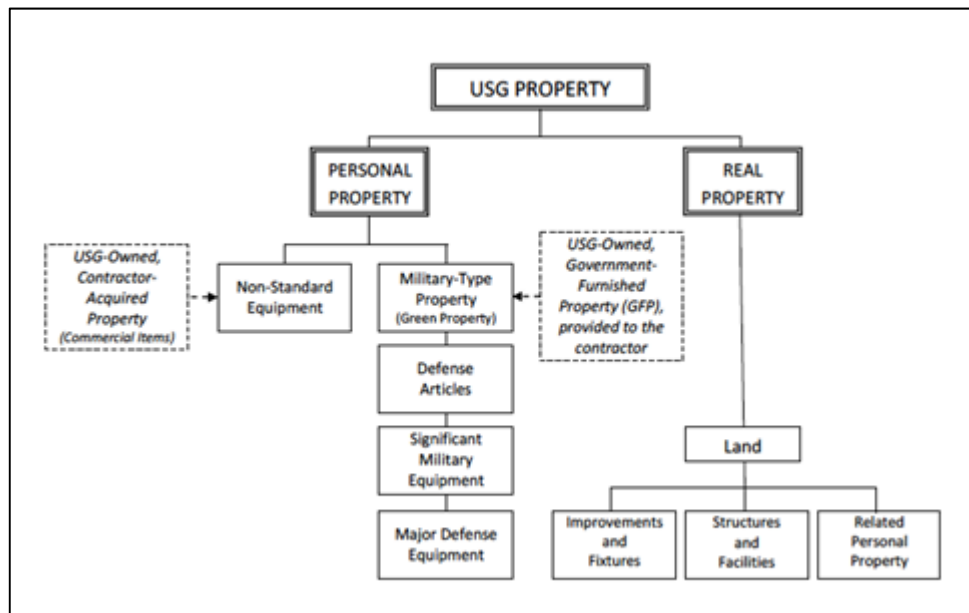 USG PROPERTY
PERSONAL
PROPERTY
REAL
PROPERTY
USG-Owned,
Contractor-
Acquired
Property
(Commercial Items)
Non-Standard
Equipment
Military-Type
Property
(Green Property)
USG-Owned,
Government-
Furnished
Property (GFP),
provided to the
contractor
Defense
Articles
Significant
Military
Equipment
Major Defense
Equipment
Land
Improvements
and
Fixtures
Structures
and
Facilities
Related
Personal
Property